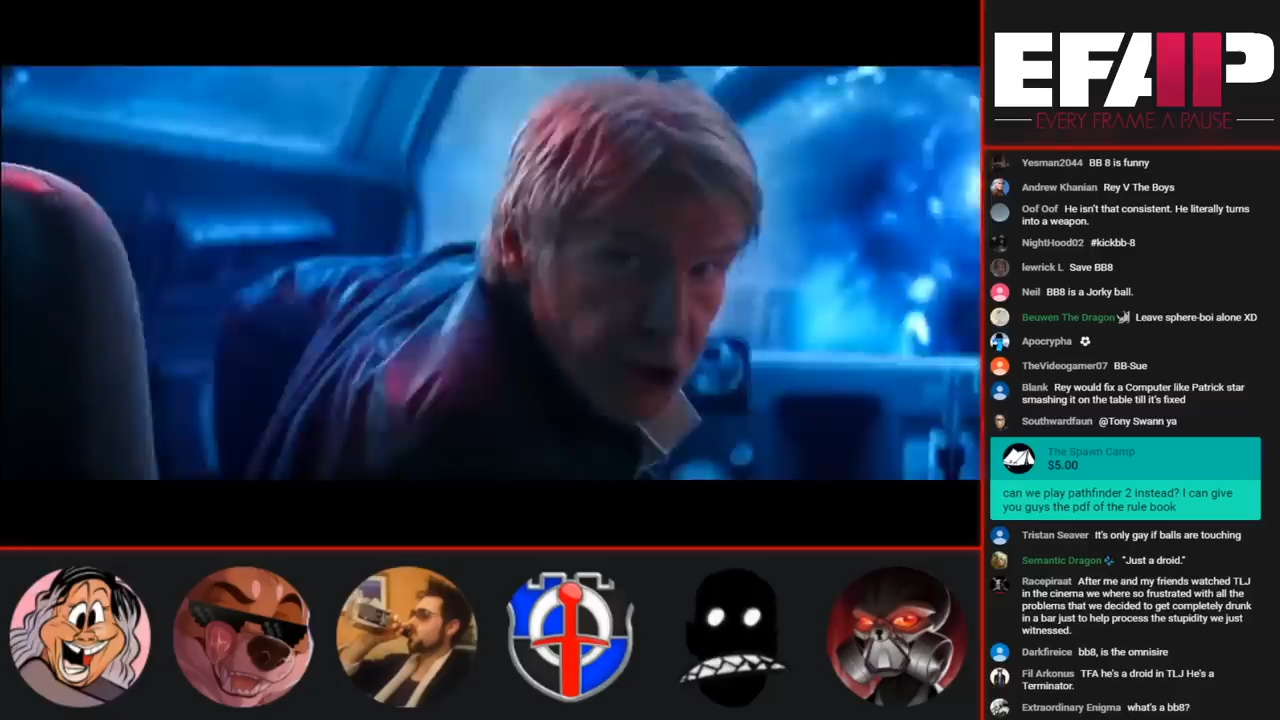 EFAP
EVERY FRAME A PAUSE
Yesman2044 BB 8 is funny
Andrew Khanian Rey V The Boys
Oof Oof He isn't that consistent. He literally turns
into a weapon.
NightHood02 #kickbb-8
lewrick L Save BB8
Neil BB8 is a Jorky ball.
Beuwen The Dragon Leave sphere-boi alone XD
Apocrypha
TheVideogamer07 BB-Sue
Blank Rey would fix a Computer like Patrick star
smashing it on the table till it's fixed
Southwardfaun @Tony Swann ya
The Spawn Camp
$5.00
can we play pathfinder 2 instead? I can give
you guys the pdf of the rule book
Tristan Seaver It's only gay if balls are touching
Semantic Dragon "Just a droid."
Racepiraat After me and my friends watched TLJ
in the cinema we where so frustrated with all the
problems that we decided to get completely drunk
in a bar just to help process the stupidity we just
witnessed.
Darkfireice bb8, is the omnisire
Fil Arkonus TFA he's a droid in TLJ He's a
Terminator.
Extraordinary Enigma what's a bb8?